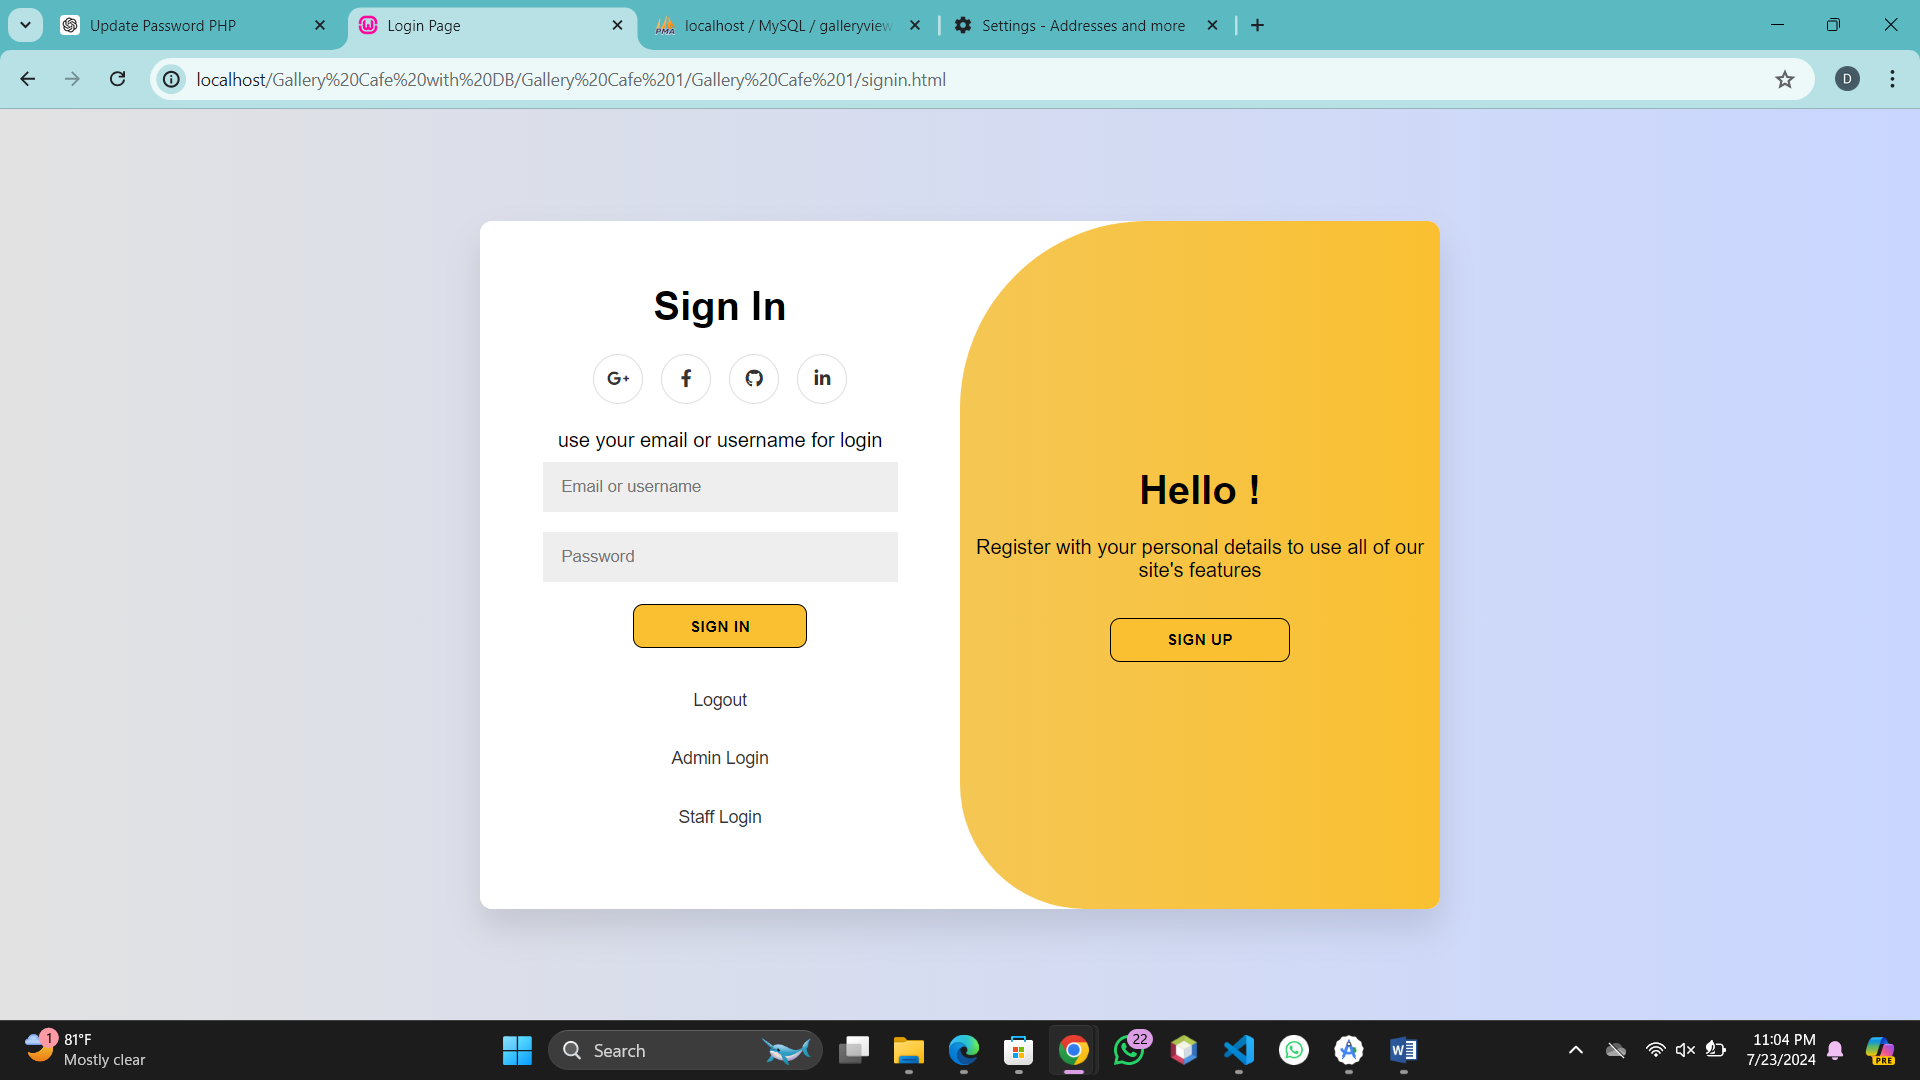 Update Password PHP
Login Page
localhost / MySQL / galleryview
Settings - Addresses and more
localhost/Gallery%20Cafe%20with%20DB/Gallery%20Cafe%201/Gallery%20Cafe%201/signin.html
D
Sign In
G+
f
in
use your email or username for login
Email or username
Password
SIGN IN
Logout
Admin Login
Staff Login
Hello !
Register with your personal details to use all of our
site's features
SIGN UP
1
81°F
Mostly clear
Search
22
W
PRE
11:04 PM
7/23/2024